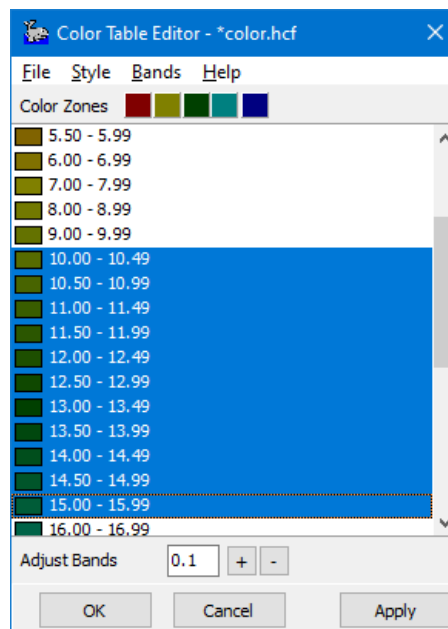 Color Table Editor - *color.hcf
File Style Bands Help
Color Zones
5.50 - 5.99
6.00 - 6.99
7.00 - 7.99
8.00 - 8.99
9.00 - 9.99
10.00 - 10.49
10.50 - 10.99
11.00 - 11.49
11.50 - 11.99
12.00 - 12.49
12.50 - 12.99
13.00 - 13.49
13.50 - 13.99
14.00 - 14.49
14.50 - 14.99
15.00 - 15.99
16.00 - 16.99
Adjust Bands 0.1 + -
OK Cancel Apply